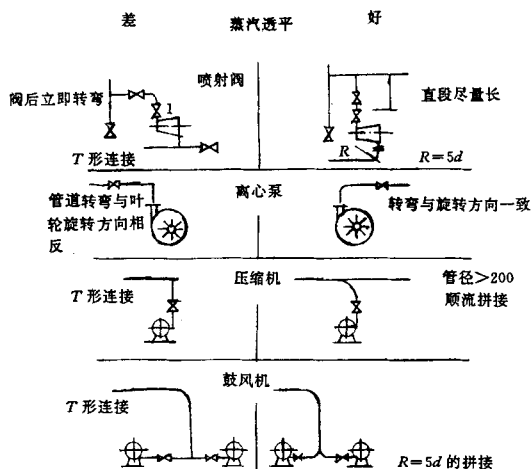 差
蒸汽透平
好
喷射阀
阀后立即转弯
1
直段尽量长
R
T 形连接
R=5d
离心泵
管道转弯与叶
轮旋转方向相
反
转弯与旋转方向一致
压缩机
T 形连接
管径>200
顺流拼接
鼓风机
T 形连接
R=5d 的拼接